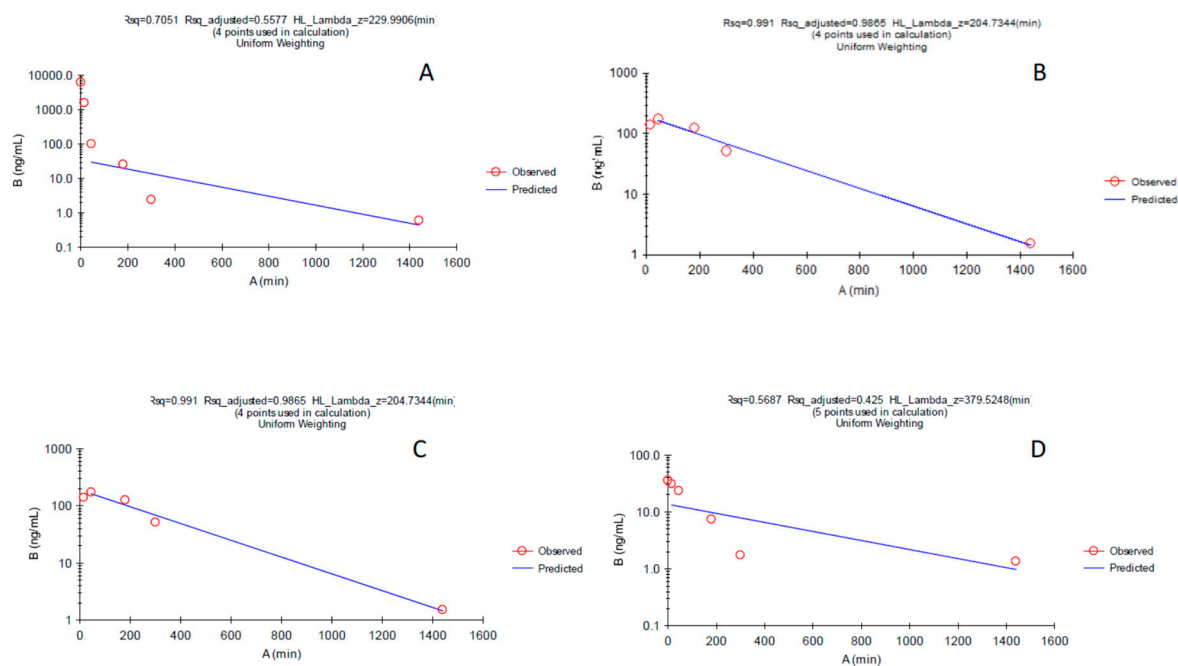 Rsq=0.7051 Rsq_adjusted=0.5577 HL_Lambda_z=229.9906(min)
(4 points used in calculation)
Uniform Weighting
A
10000.0
1000.0
100.0
10.0
1.0
0.1
B (ng/mL)
0 200 400 600 800 1000 1200 1400 1600
A (min)
Observed
Predicted
Rsq=0.991 Rsq_adjusted=0.9865 HL_Lambda_z=204.7344(min)
(4 points used in calculation)
Uniform Weighting
B
1000
100
10
1
B (ng/mL)
0 200 400 600 800 1000 1200 1400 1600
A (min)
Observed
Predicted
Rsq=0.991 Rsq_adjusted=0.9865 HL_Lambda_z=204.7344(min)
(4 points used in calculation)
Uniform Weighting
C
1000
100
10
1
B (ng/mL)
0 200 400 600 800 1000 1200 1400 1600
A (min)
Observed
Predicted
Rsq=0.5687 Rsq_adjusted=0.425 HL_Lambda_z=379.5248(min)
(5 points used in calculation)
Uniform Weighting
D
100.0
10.0
1.0
0.1
B (ng/mL)
0 200 400 600 800 1000 1200 1400 1600
A (min)
Observed
Predicted